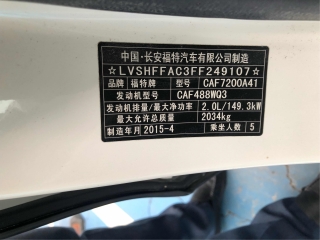 中国·长安福特汽车有限公司制造
☆LVSHFFAC3FF249107☆
品牌 福特牌 型号 CAF7200A41
发动机型号 CAF488WQ3
发动机排量/最大净功率 2.0L/149.3kW
最大允许总质量 2034kg
制造年月 2015-4 乘坐人数 5